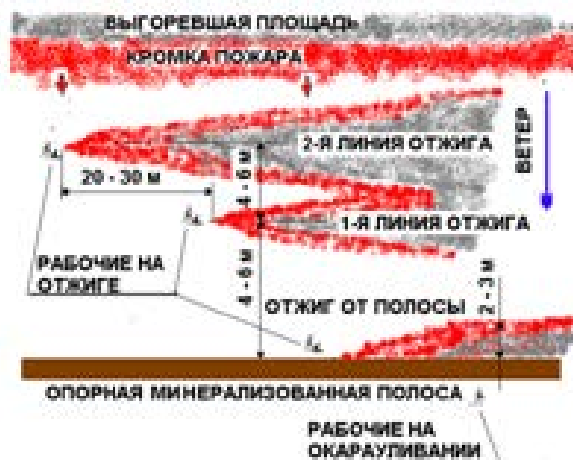 ВЫГОРЕВШАЯ ПЛОЩАДЬ
КРОМКА ПОЖАРА
2-Я ЛИНИЯ ОТЖИГА
ВЕТЕР
20 - 30 м
4 - 6 м
1-Я ЛИНИЯ ОТЖИГА
РАБОЧИЕ НА
ОТЖИГЕ
4 - 6 м
ОТЖИГ ОТ ПОЛОСЫ
2 - 3 м
ОПОРНАЯ МИНЕРАЛИЗОВАННАЯ ПОЛОСА
РАБОЧИЕ НА
ОКАРАУЛИВАНИИ